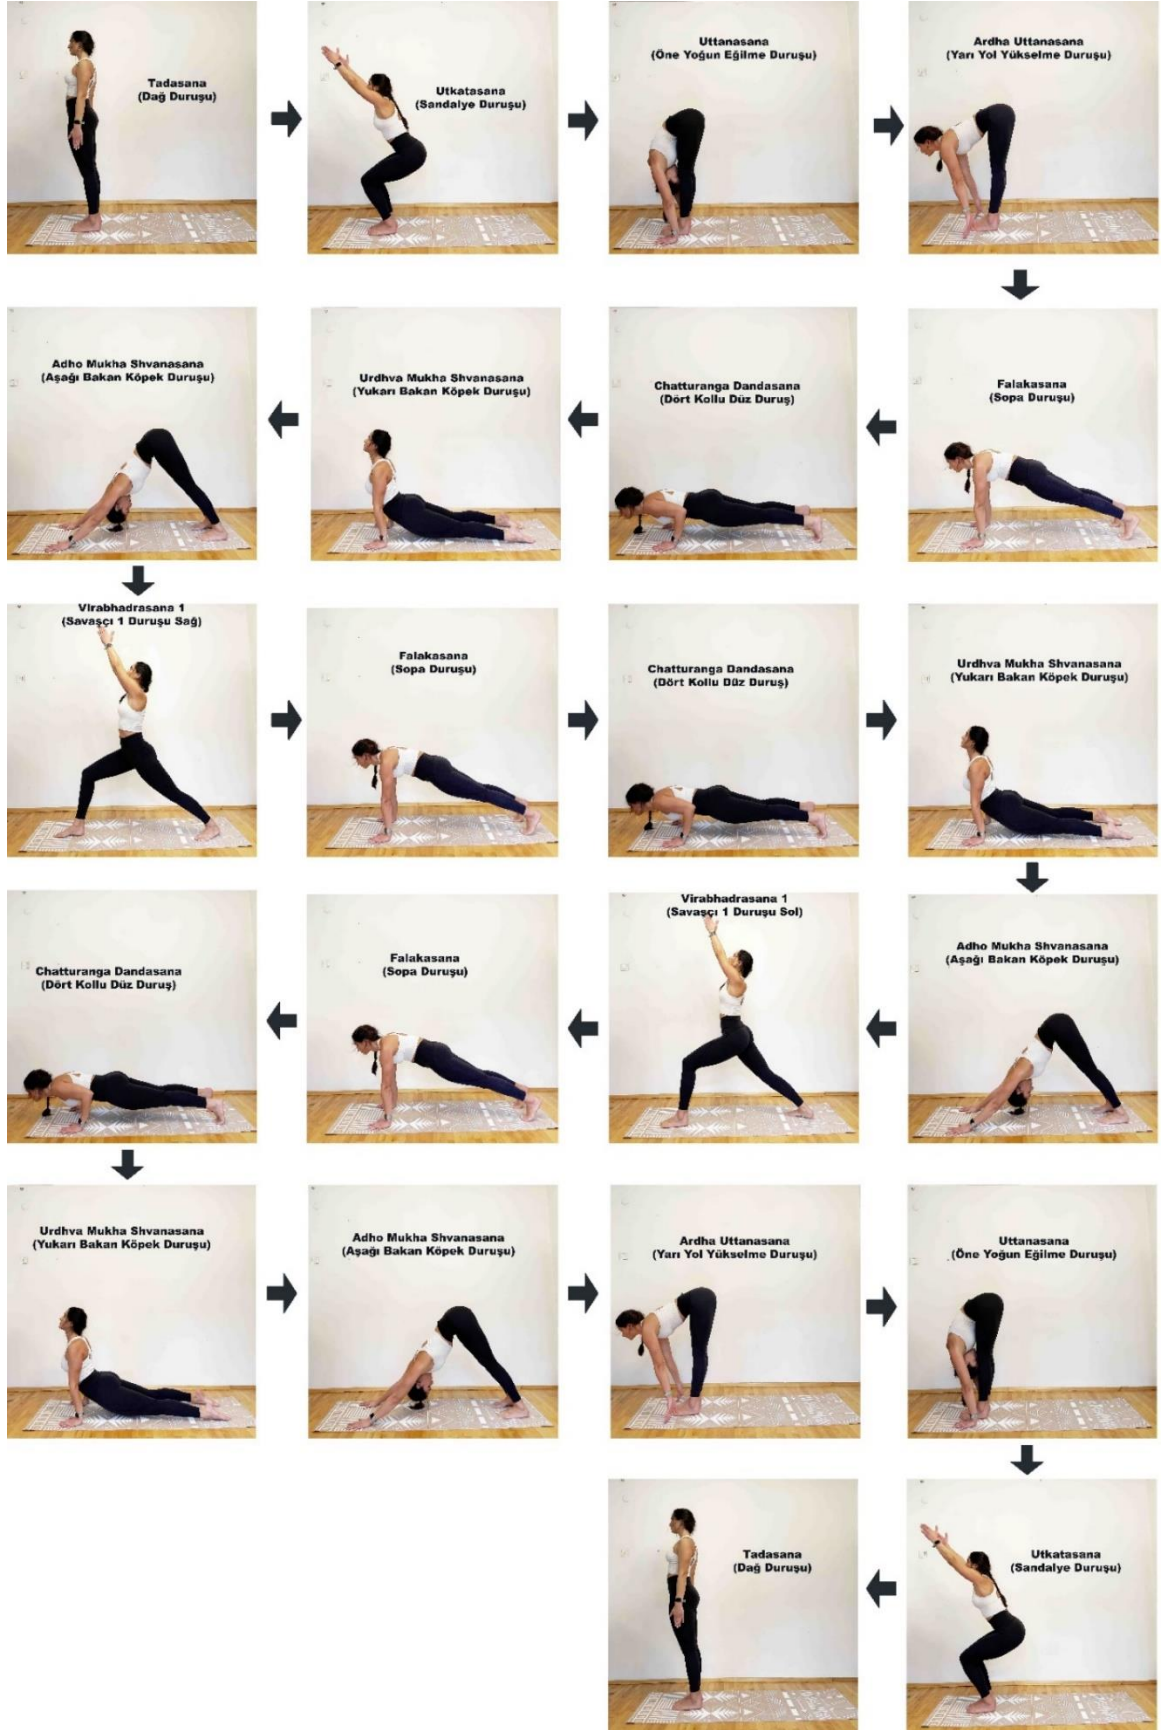 Tadasana
(Dağ Duruşu)
Utkatasana
(Sandalye Duruşu)
Uttanasana
(Öne Yoğun Eğilme Duruşu)
Ardha Uttanasana
(Yarı Yol Yükselme Duruşu)
Falakasana
(Sopa Duruşu)
Chatturanga Dandasana
(Dört Kollu Düz Duruş)
Urdhva Mukha Shvanasana
(Yukarı Bakan Köpek Duruşu)
Adho Mukha Shvanasana
(Aşağı Bakan Köpek Duruşu)
Virabhadrasana 1
(Savaşçı 1 Duruşu Sağ)
Falakasana
(Sopa Duruşu)
Chatturanga Dandasana
(Dört Kollu Düz Duruş)
Urdhva Mukha Shvanasana
(Yukarı Bakan Köpek Duruşu)
Adho Mukha Shvanasana
(Aşağı Bakan Köpek Duruşu)
Virabhadrasana 1
(Savaşçı 1 Duruşu Sol)
Falakasana
(Sopa Duruşu)
Chatturanga Dandasana
(Dört Kollu Düz Duruş)
Urdhva Mukha Shvanasana
(Yukarı Bakan Köpek Duruşu)
Adho Mukha Shvanasana
(Aşağı Bakan Köpek Duruşu)
Ardha Uttanasana
(Yarı Yol Yükselme Duruşu)
Uttanasana
(Öne Yoğun Eğilme Duruşu)
Utkatasana
(Sandalye Duruşu)
Tadasana
(Dağ Duruşu)